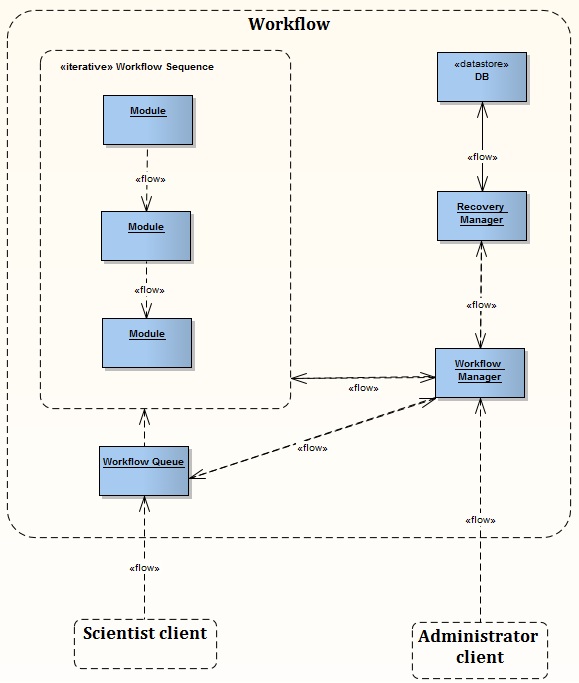 Workflow
«iterative» Workflow Sequence
Module
«flow»
Module
«flow»
Module
«datastore»
DB
«flow»
Recovery
Manager
«flow»
Workflow
Manager
«flow»
«flow»
Workflow Queue
«flow»
«flow»
Scientist client
Administrator
client